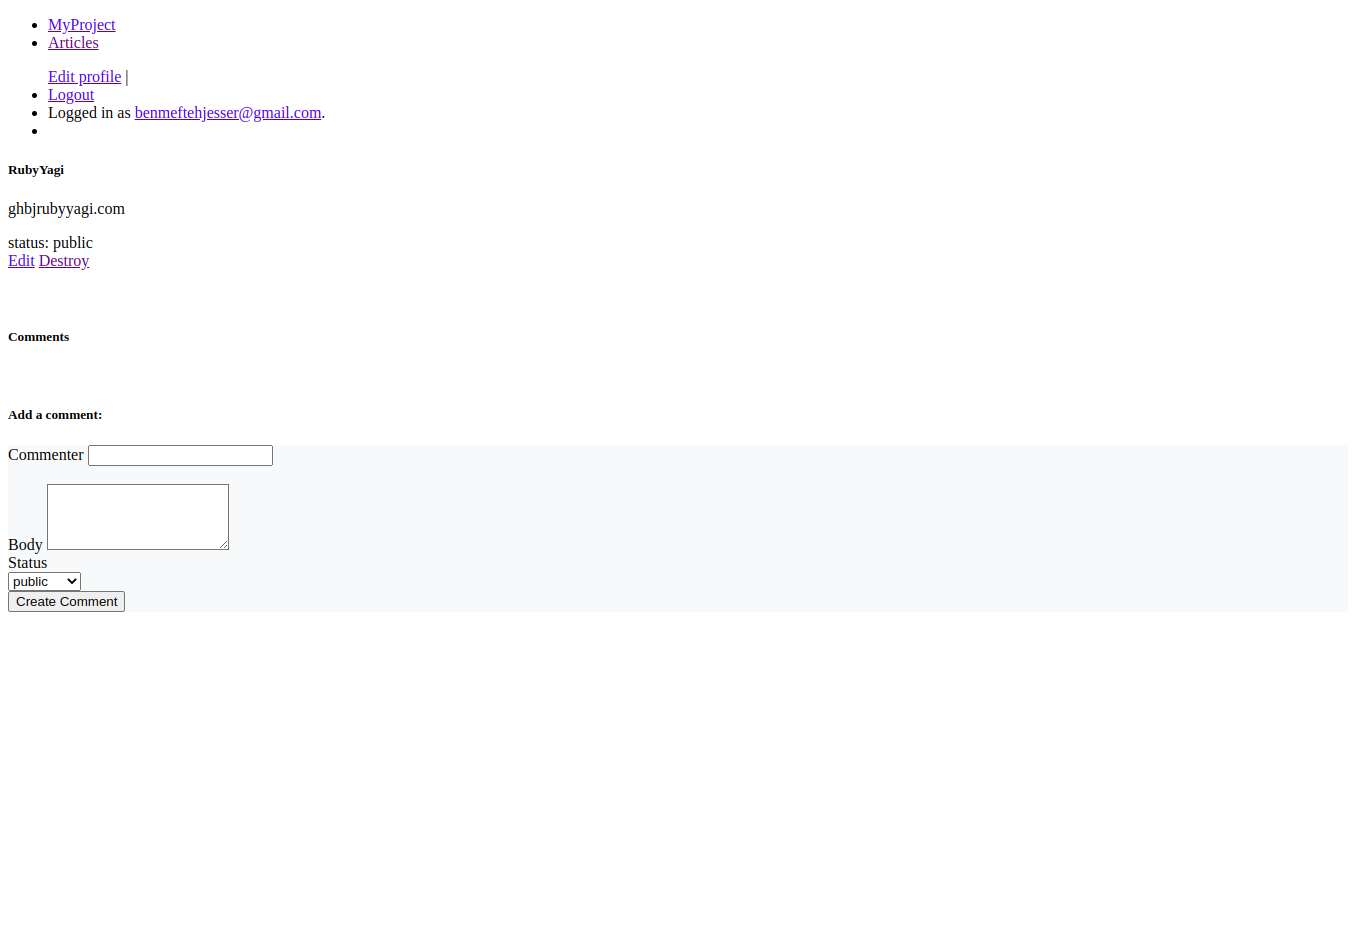 MyProject
Articles
Edit profile |
Logout
Logged in as benmeftehjesser@gmail.com.
RubyYagi
ghbjrubyyagi.com
status: public
Edit Destroy
Comments
Add a comment:
Commenter
Body
Status
public
Create Comment